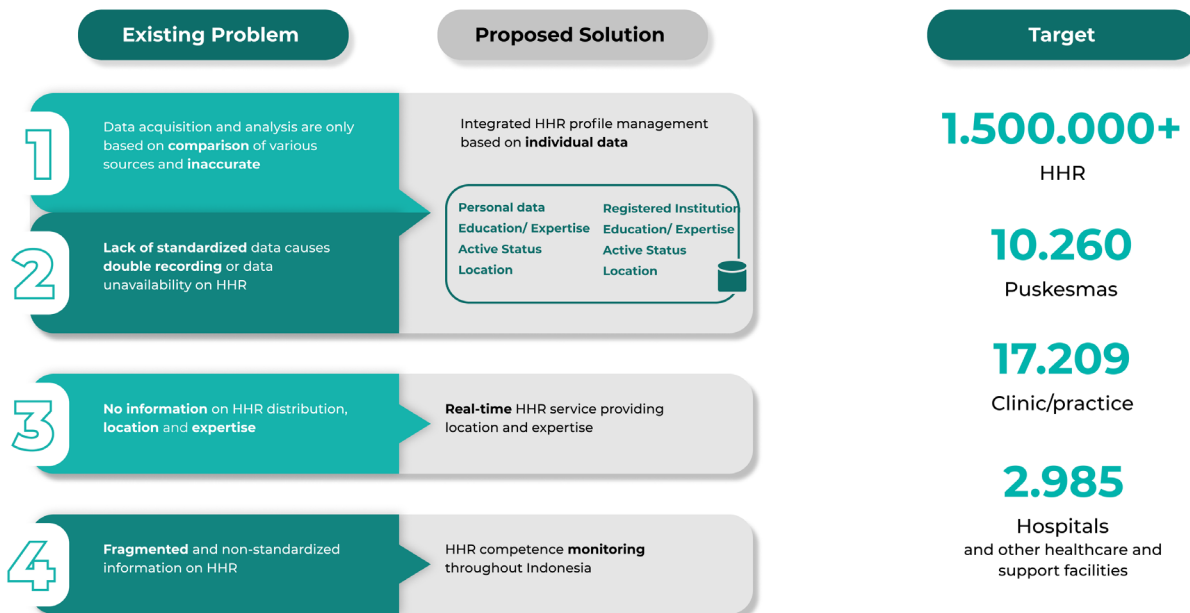 Existing Problem
Proposed Solution
Target
1
Data acquisition and analysis are only
based on comparison of various
sources and inaccurate
2
Lack of standardized data causes
double recording or data
unavailability on HHR
Integrated HHR profile management
based on individual data
Personal data
Education/ Expertise
Active Status
Location
Registered Institution
Education/ Expertise
Active Status
Location
3
No information on HHR distribution,
location and expertise
Real-time HHR service providing
location and expertise
4
Fragmented and non-standardized
information on HHR
HHR competence monitoring
throughout Indonesia
1.500.000+
HHR
10.260
Puskesmas
17.209
Clinic/practice
2.985
Hospitals
and other healthcare and
support facilities